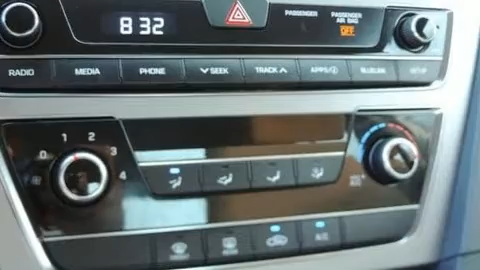 8:32
PASSENGER
PASSENGER AIR BAG
OFF
RADIO MEDIA PHONE SEEK TRACK APPS BLUELINK SETUP
0 1 2 3 4
A/C